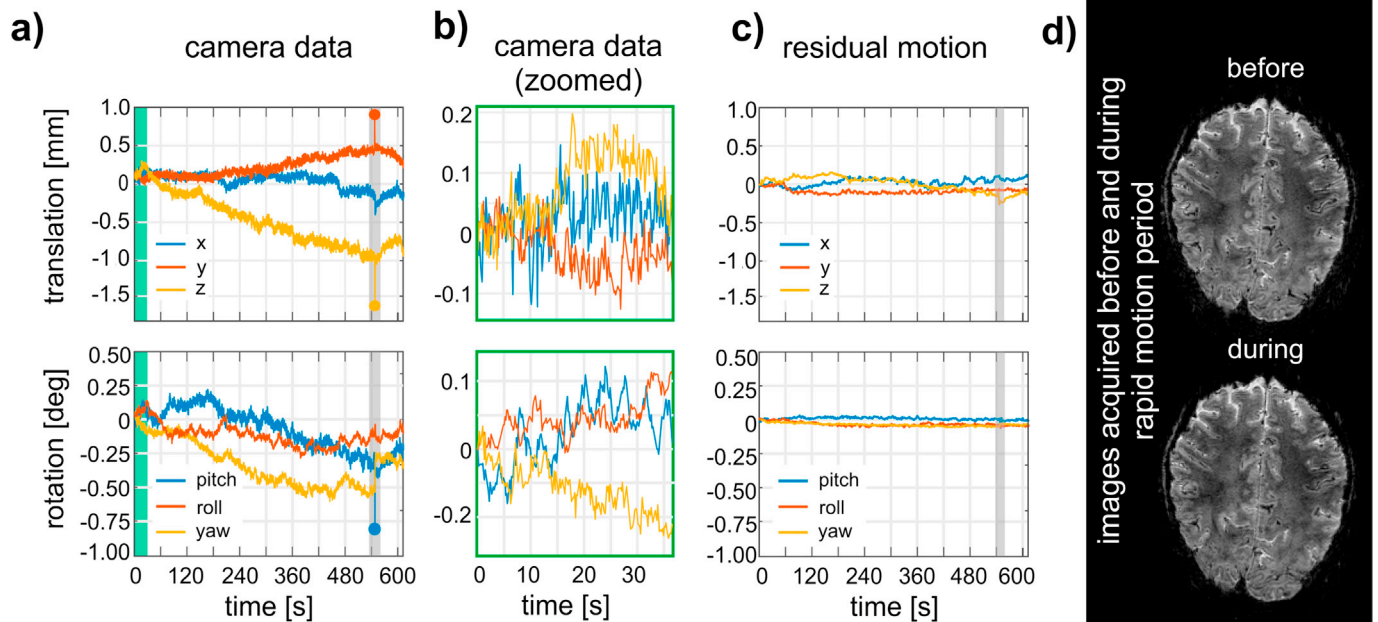 a)
camera data
translation [mm]
1.0
0.5
0
-0.5
-1 0
-1.5
x
y
z
rotation [deg]
0.50
0.25
0
-0.25
-0.50
-0.75
-1.00
pitch
roll
yaw
0 120 240 360 480 600
time [s]
b)
camera data
(zoomed)
0.2
0.1
0
-0.1
0.1
0
-0.2
0 10 20 30
time [s]
c)
residual motion
1.0
0.5
0
-0.5
-1.0
-1.5
x
y
z
0.50
0.25
0
-0.25
-0.50
-0.75
-1.00
pitch
roll
yaw
0 120 240 360 480 600
time [s]
d)
images acquired before and during
rapid motion period
before
during